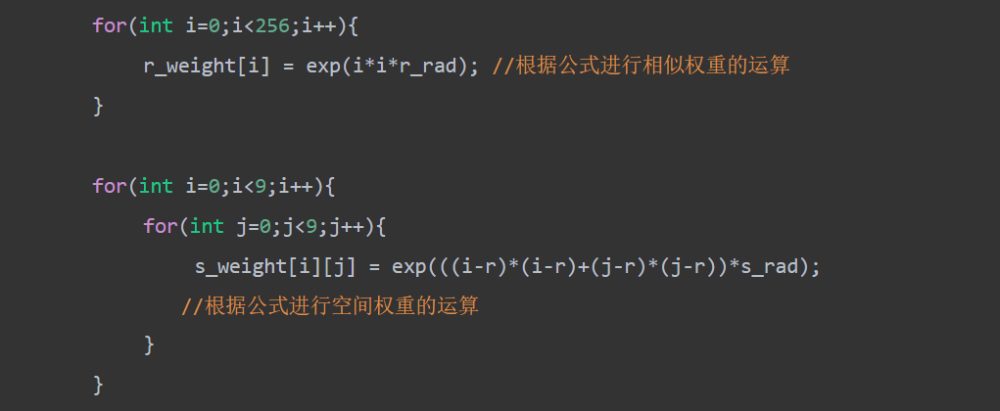 for(int i=0;i<256;i++){
r_weight[i] = exp(i*i*r_rad); //根据公式进行相似权重的运算
}
for(int i=0;i<9;i++){
for(int j=0;j<9;j++){
s_weight[i][j] = exp(((i-r)*(i-r)+(j-r)*(j-r))*s_rad);
//根据公式进行空间权重的运算
}
}